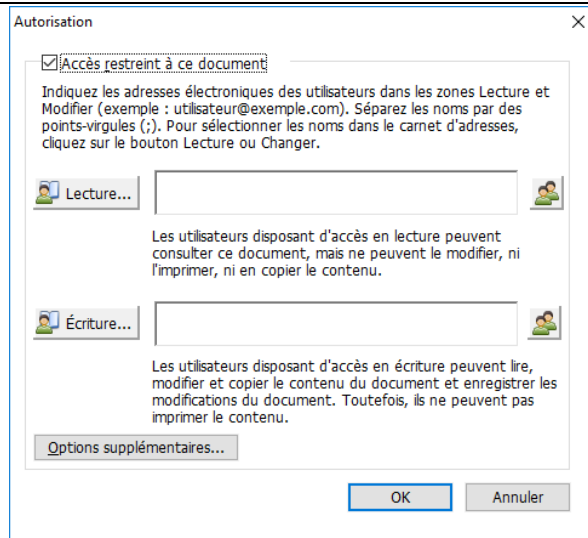 Autorisation
Accès restreint à ce document
Indiquez les adresses électroniques des utilisateurs dans les zones Lecture et
Modifier (exemple : utilisateur@exemple.com). Séparez les noms par des
points-virgules (;). Pour sélectionner les noms dans le carnet d'adresses,
cliquez sur le bouton Lecture ou Changer.
Lecture...
Les utilisateurs disposant d'accès en lecture peuvent
consulter ce document, mais ne peuvent le modifier, ni
l'imprimer, ni en copier le contenu.
Écriture...
Les utilisateurs disposant d'accès en écriture peuvent lire,
modifier et copier le contenu du document et enregistrer les
modifications du document. Toutefois, ils ne peuvent pas
imprimer le contenu.
Options supplémentaires...
OK Annuler